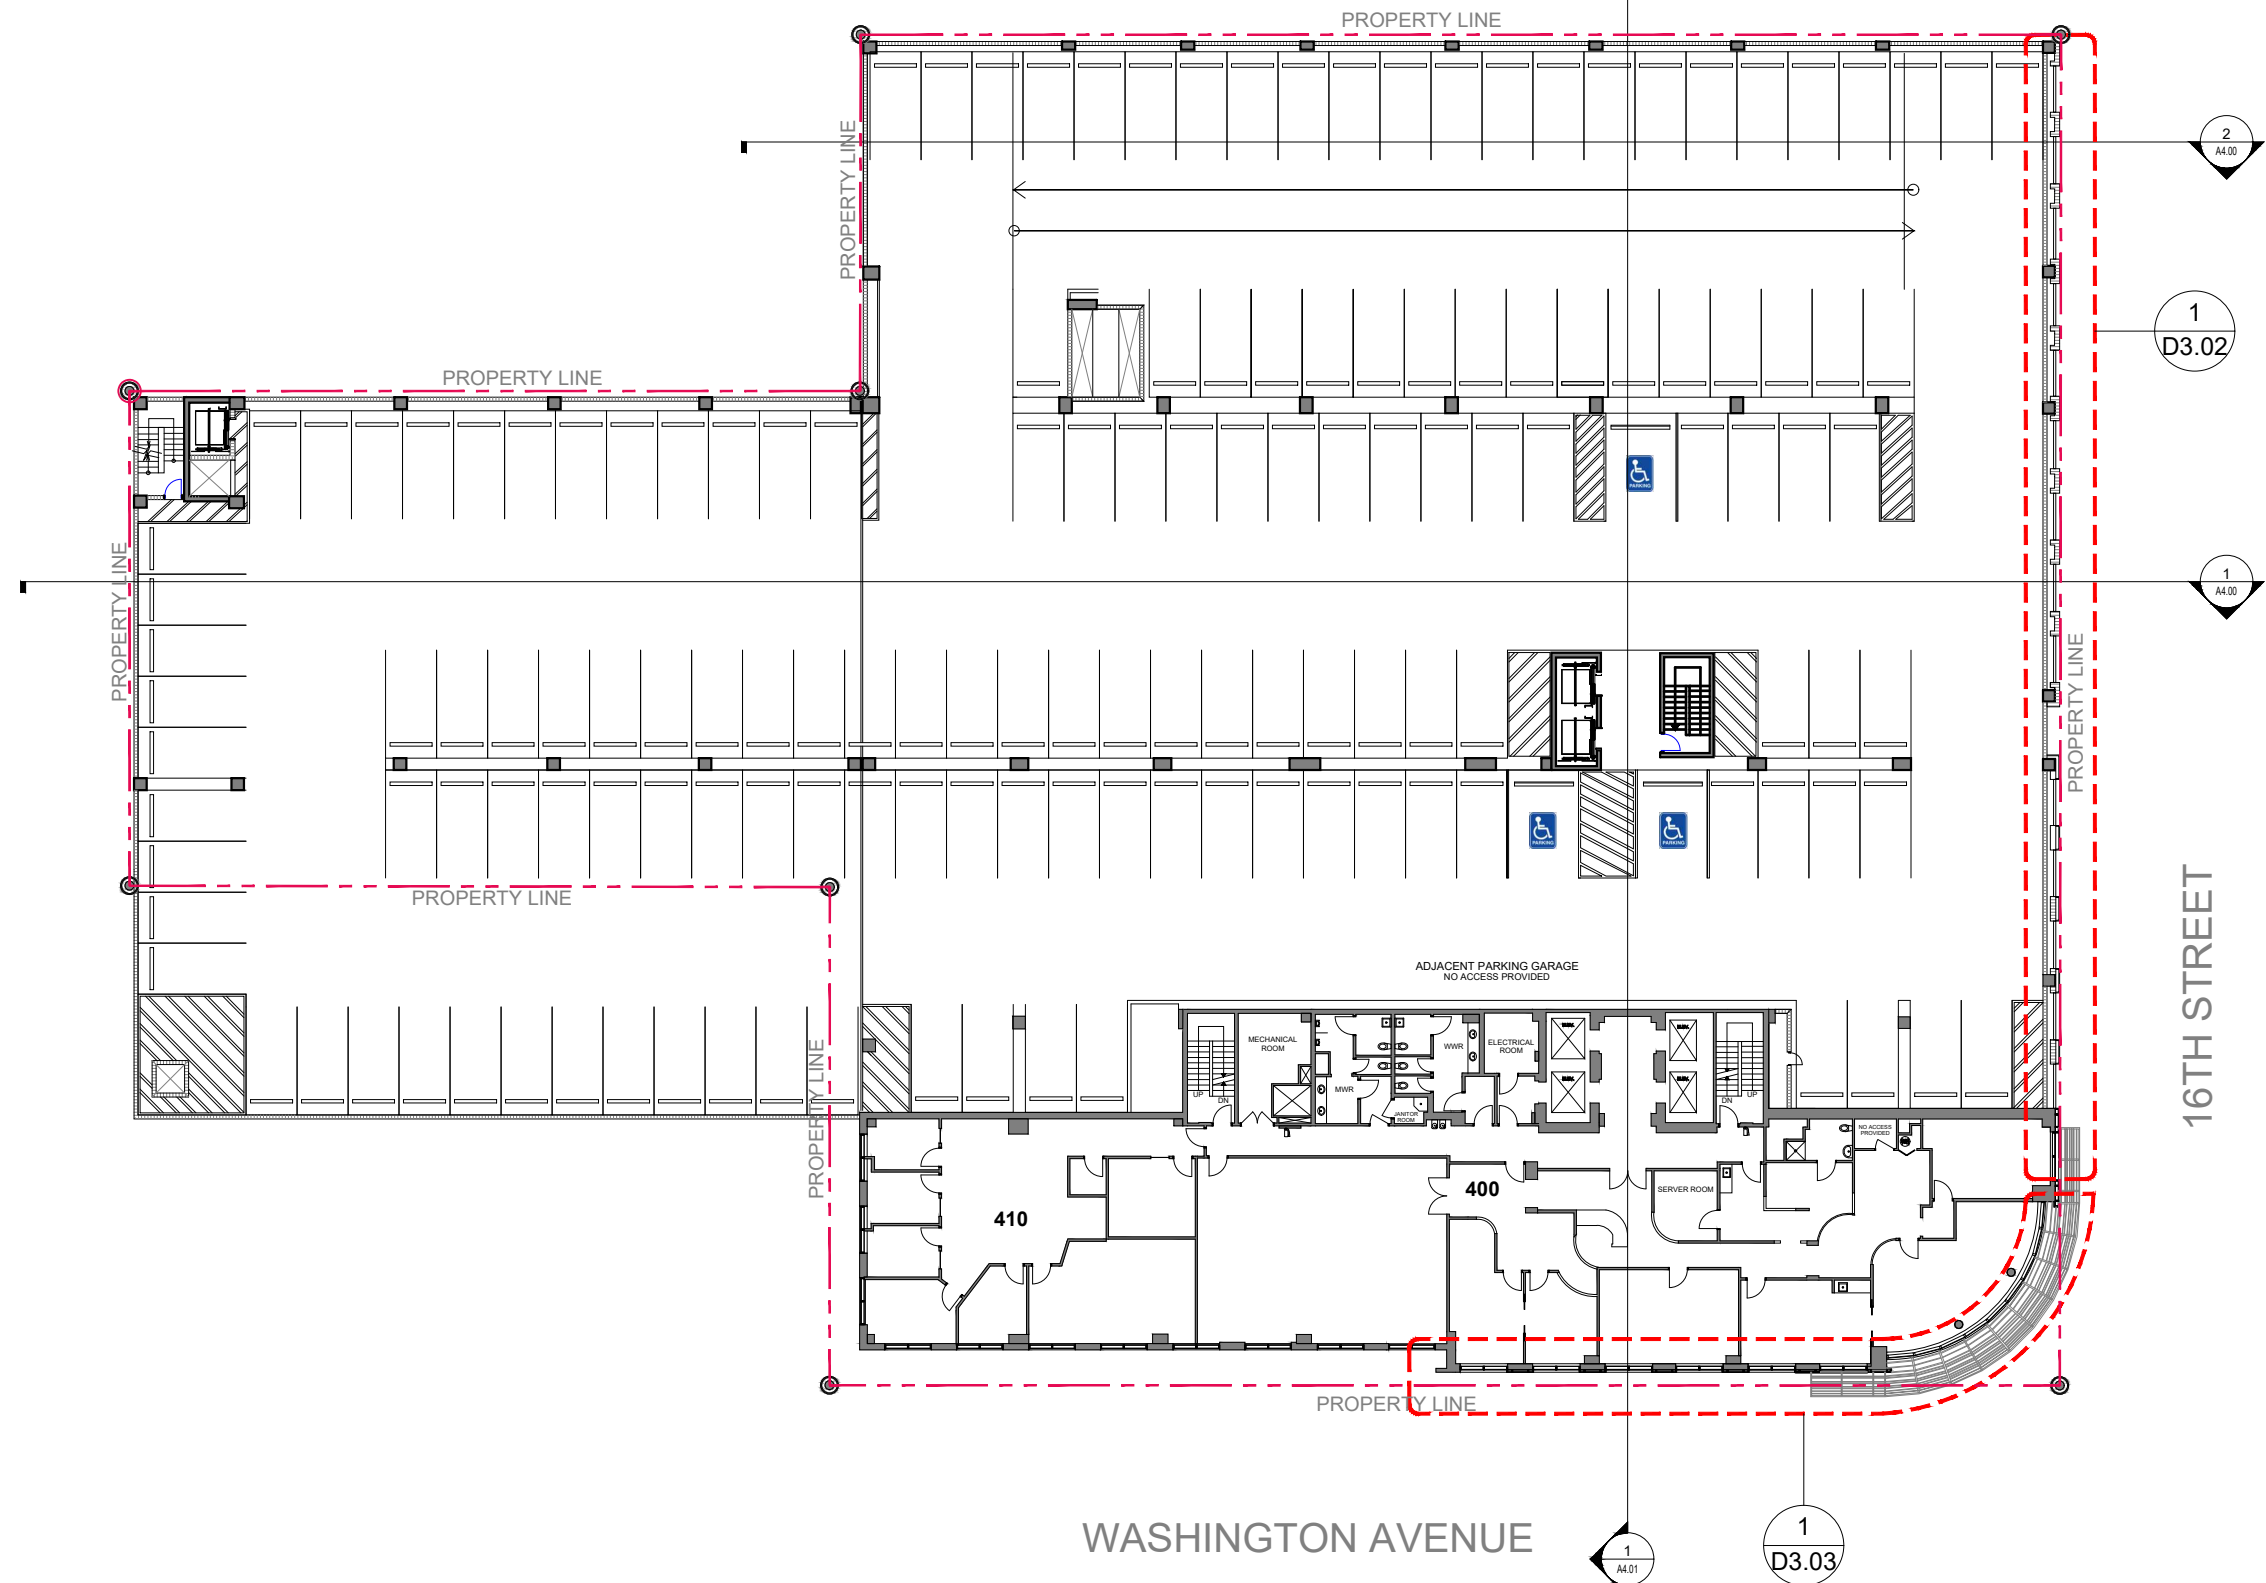 PROPERTY LINE
2
A4.00
PROPERTY LINE
1
D3.02
PROPERTY LINE
PARKING
PROPERTY LINE
1
A4.00
PROPERTY LINE
PARKING
PARKING
PROPERTY LINE
16TH STREET
ADJACENT PARKING GARAGE
NO ACCESS PROVIDED
MECHANICAL
ROOM
WWR
ELECTRICAL
ROOM
MWR
UP
DN
JANITOR
ROOM
DN
UP
PROPERTY LINE
NO ACCESS
PROVIDED
400
SERVER ROOM
410
PROPERTY LINE
WASHINGTON AVENUE
1
A4.01
1
D3.03